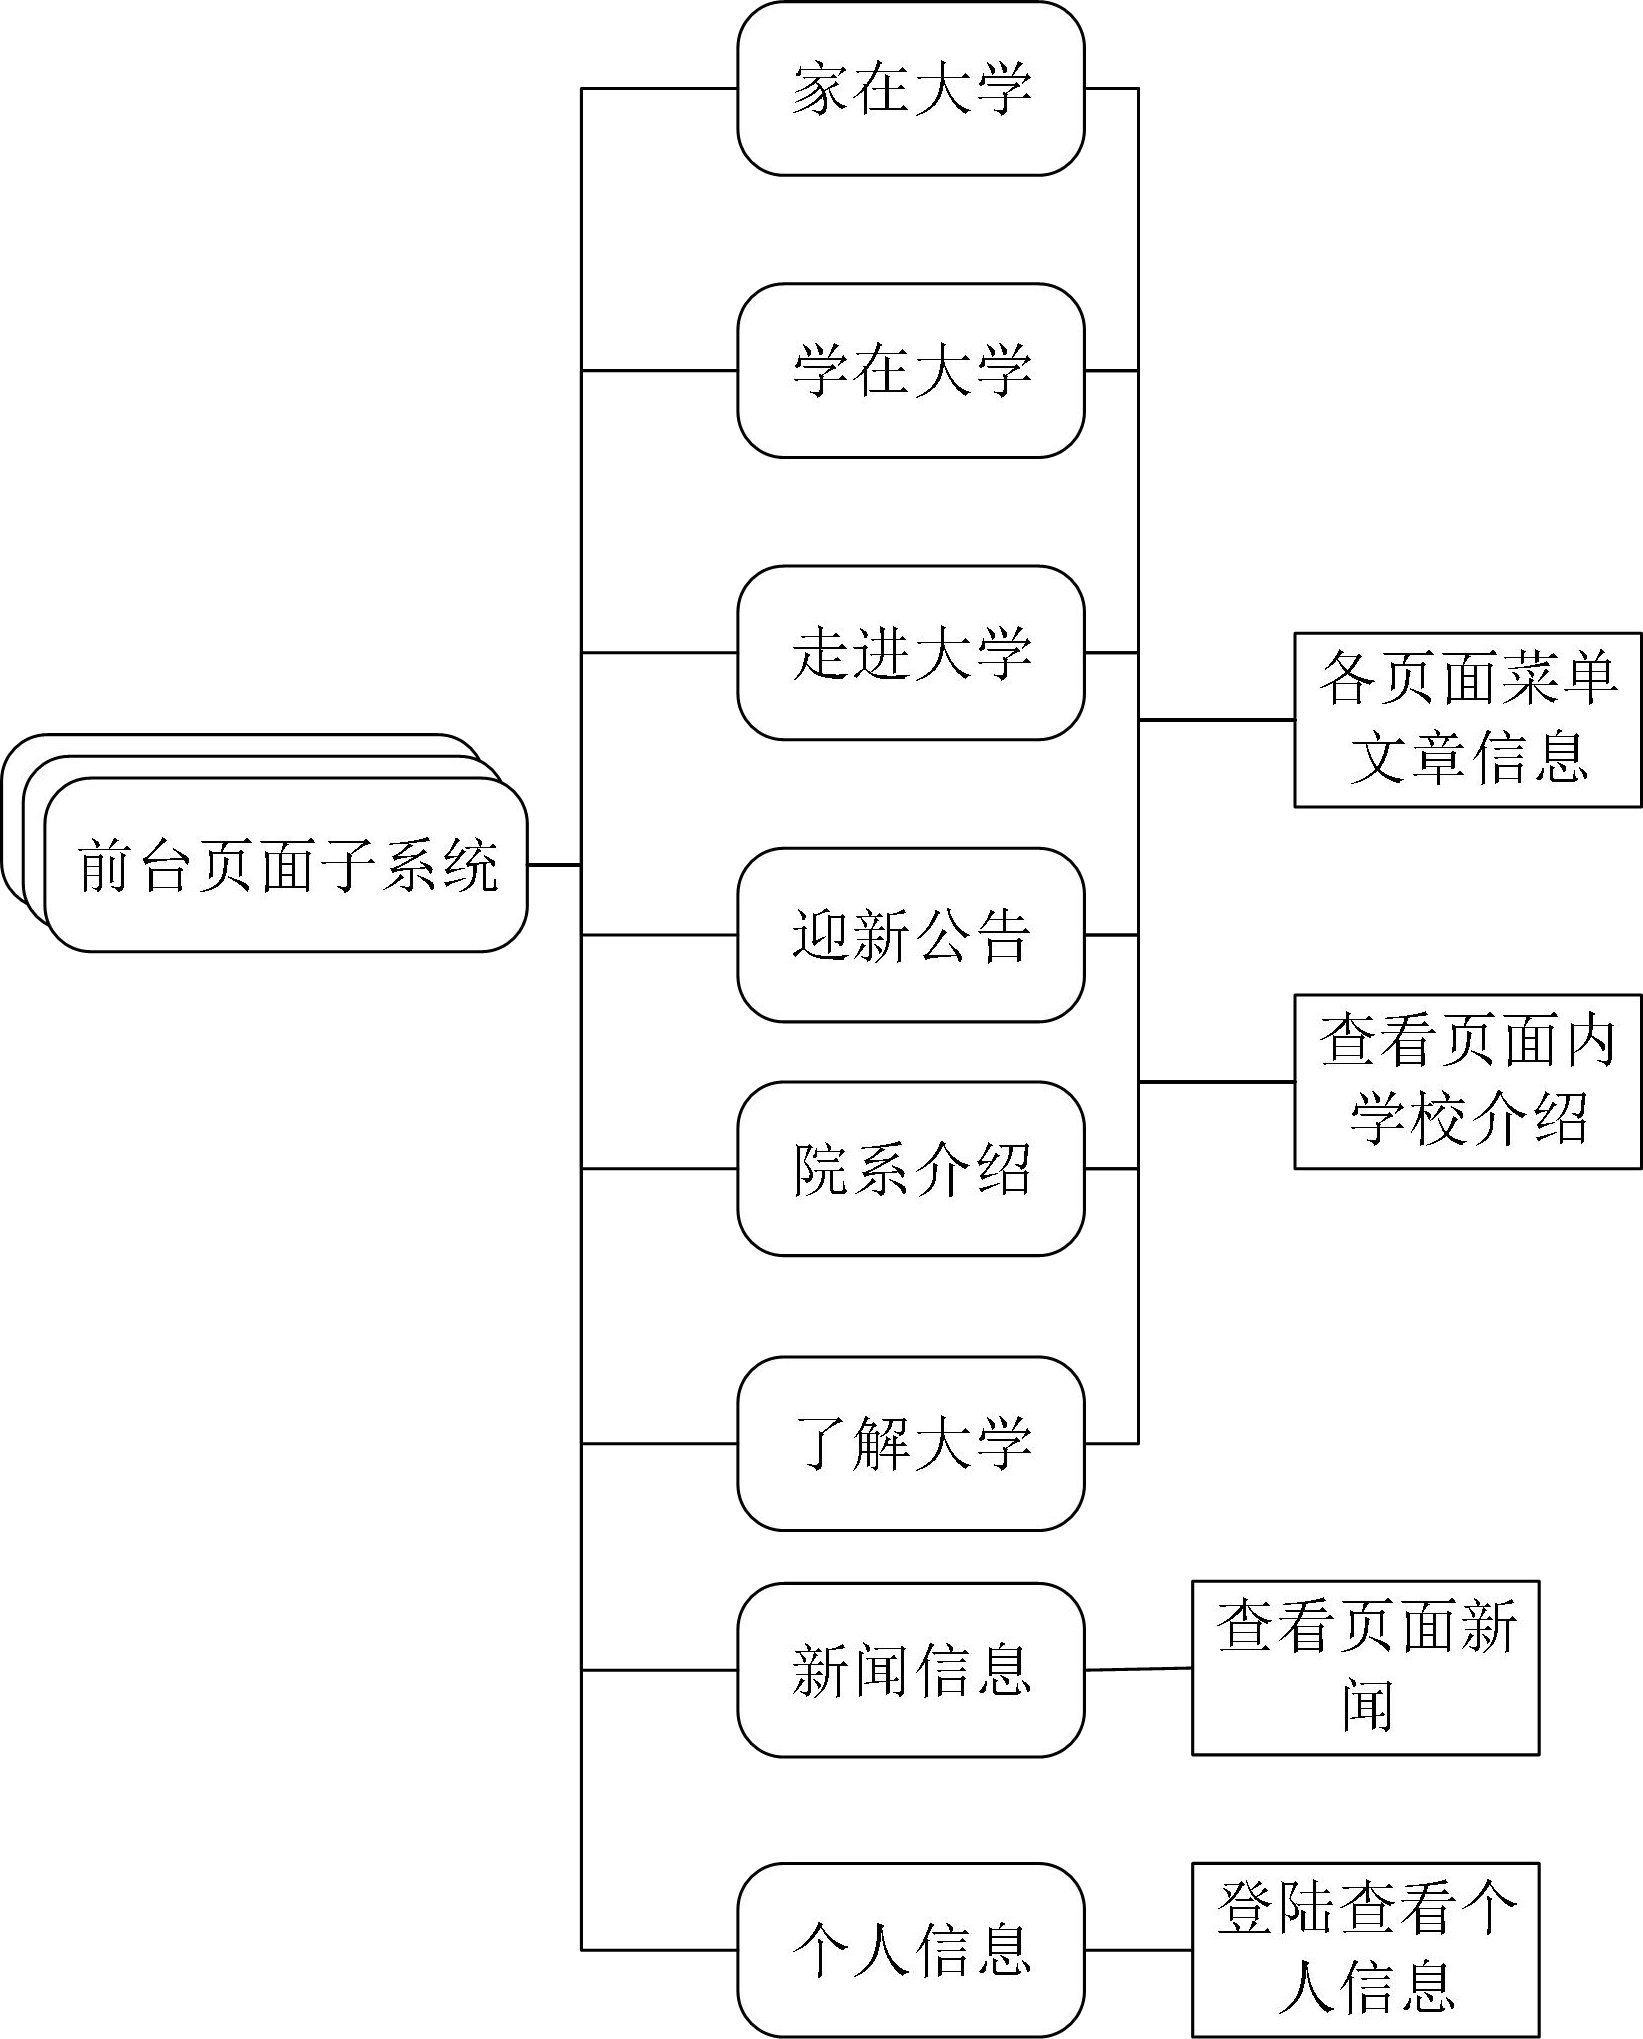 家在大学
学在大学
走进大学
各页面菜单
文章信息
前台页面子系统
迎新公告
查看页面内
学校介绍
院系介绍
了解大学
新闻信息
查看页面新
闻
个人信息
登陆查看个
人信息